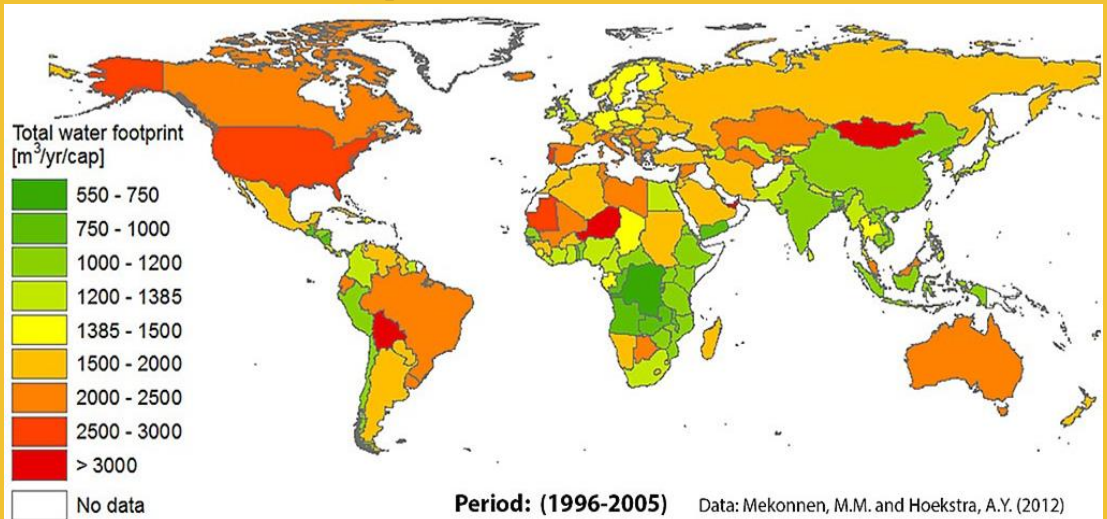 Total water footprint
[m³/yr/cap]
550 - 750
750 - 1000
1000 - 1200
1200 - 1385
1385 - 1500
1500 - 2000
2000 - 2500
2500 - 3000
> 3000
No data
Period: (1996-2005) Data: Mekonnen, M.M. and Hoekstra, A.Y. (2012)